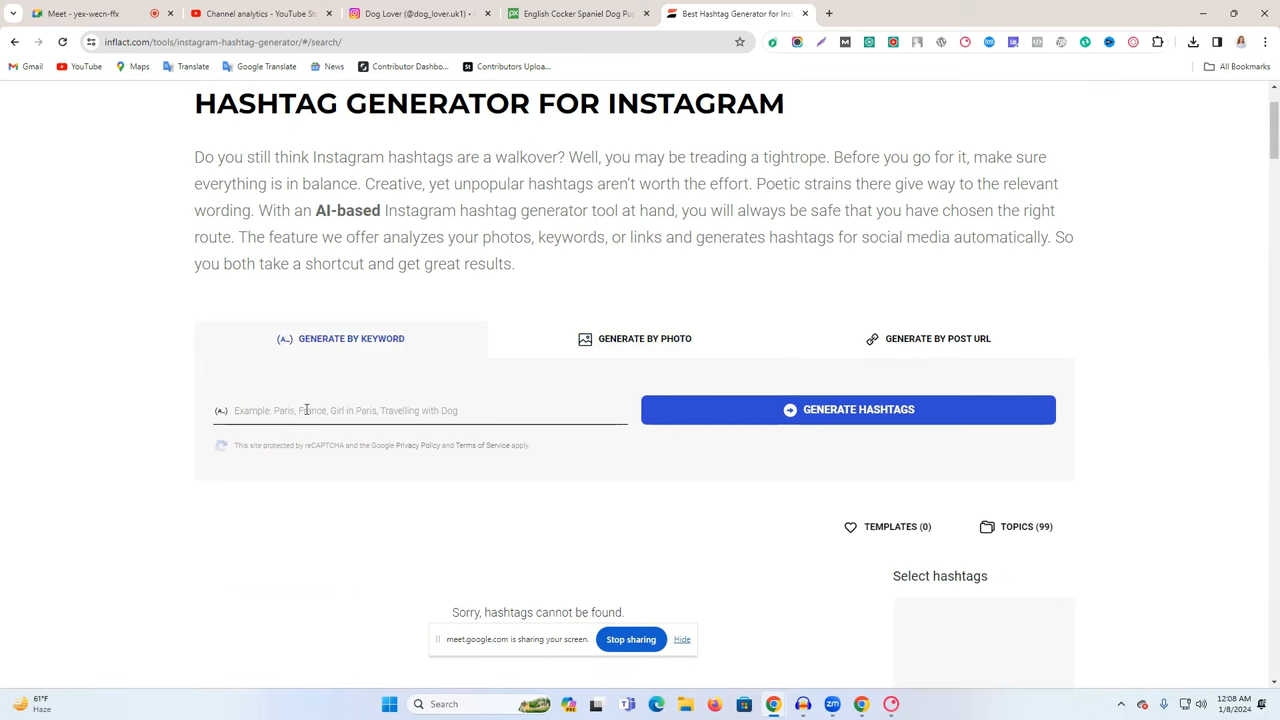 Meet - yex-wecn-ffx
Channel analytics - YouTube St
Dog Lover(@dog_lover.uk1) •
English Cocker Spaniel Dog Pup
Best Hashtag Generator for Inst
inflact.com/tools/instagram-hashtag-generator/#/search/
Gmail
YouTube
Maps
Translate
Google Translate
News
Contributor Dashbo...
Contributors Uploa...
All Bookmarks
HASHTAG GENERATOR FOR INSTAGRAM
Do you still think Instagram hashtags are a walkover? Well, you may be treading a tightrope. Before you go for it, make sure
everything is in balance. Creative, yet unpopular hashtags aren't worth the effort. Poetic strains there give way to the relevant
wording. With an AI-based Instagram hashtag generator tool at hand, you will always be safe that you have chosen the right
route. The feature we offer analyzes your photos, keywords, or links and generates hashtags for social media automatically. So
you both take a shortcut and get great results.
GENERATE BY KEYWORD
GENERATE BY PHOTO
GENERATE BY POST URL
Example: Paris, France, Girl in Paris, Travelling with Dog
GENERATE HASHTAGS
This site protected by reCAPTCHA and the Google Privacy Policy and Terms of Service apply.
TEMPLATES (0)
TOPICS (99)
Select hashtags
Sorry, hashtags cannot be found.
meet.google.com is sharing your screen.
Stop sharing
Hide
61°F
Haze
Search
12:08 AM
1/8/2024